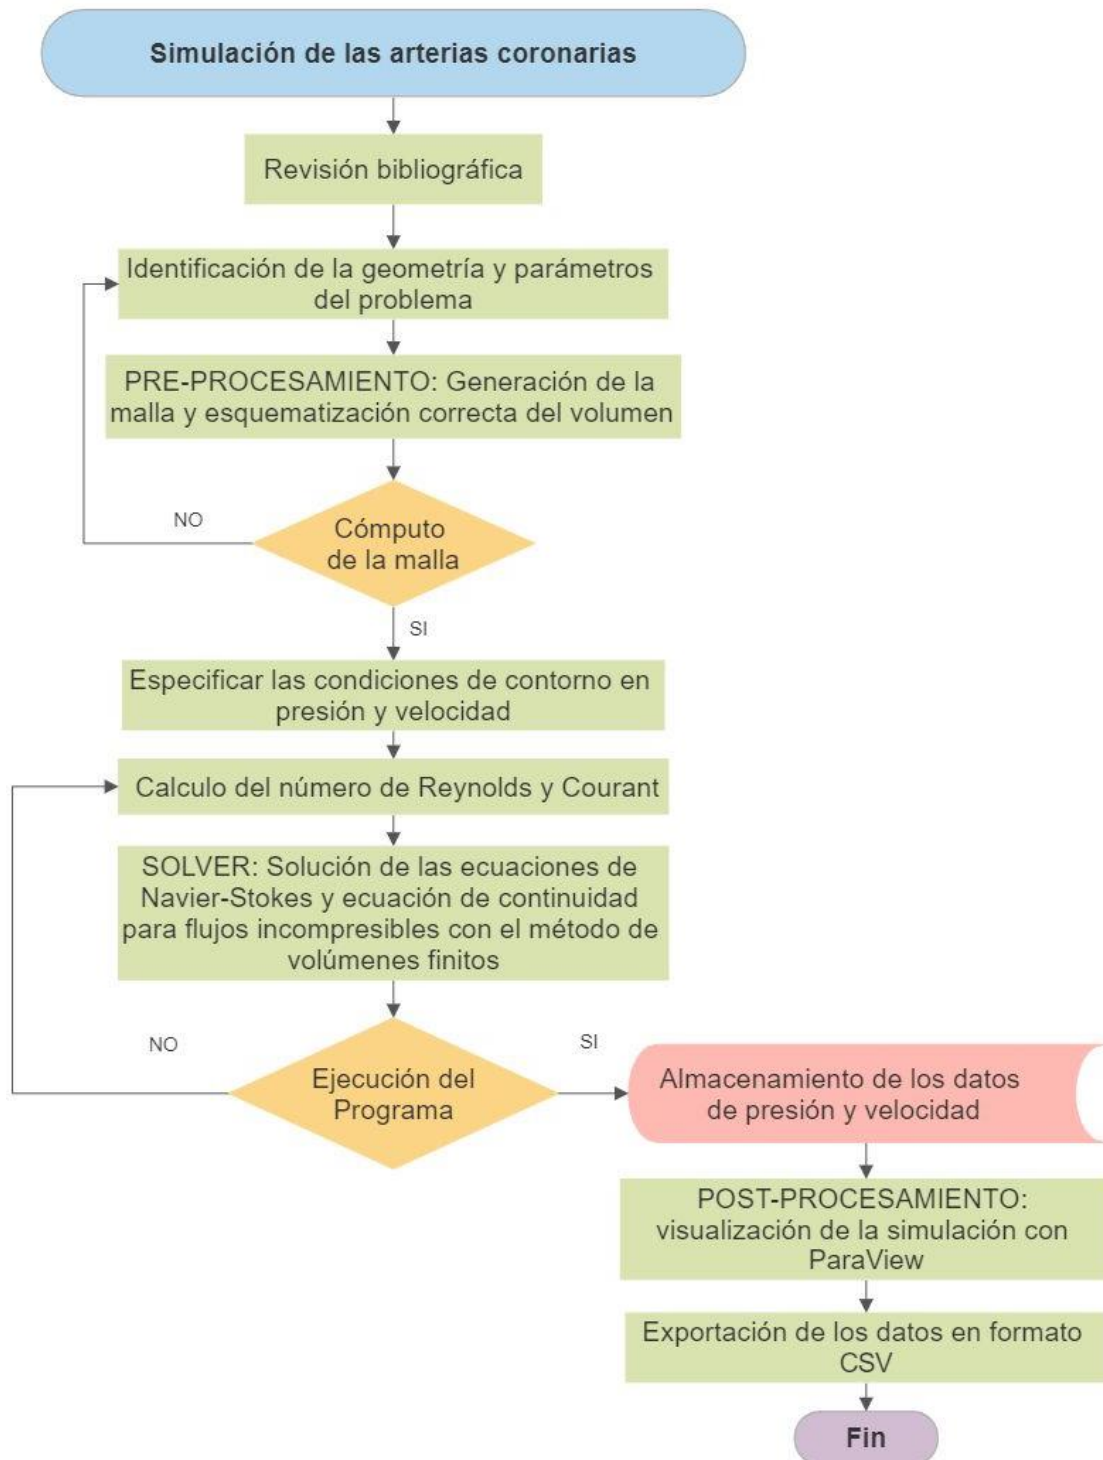 Simulación de las arterias coronarias
Revisión bibliográfica
Identificación de la geometría y parámetros
del problema
PRE-PROCESAMIENTO: Generación de la
malla y esquematización correcta del volumen
NO
Cómputo
de la malla
SI
Especificar las condiciones de contorno en
presión y velocidad
Calculo del número de Reynolds y Courant
SOLVER: Solución de las ecuaciones de
Navier-Stokes y ecuación de continuidad
para flujos incompresibles con el método de
volúmenes finitos
NO
Ejecución del
Programa
SI
Almacenamiento de los datos
de presión y velocidad
POST-PROCESAMIENTO:
visualización de la simulación con
ParaView
Exportación de los datos en formato
CSV
Fin